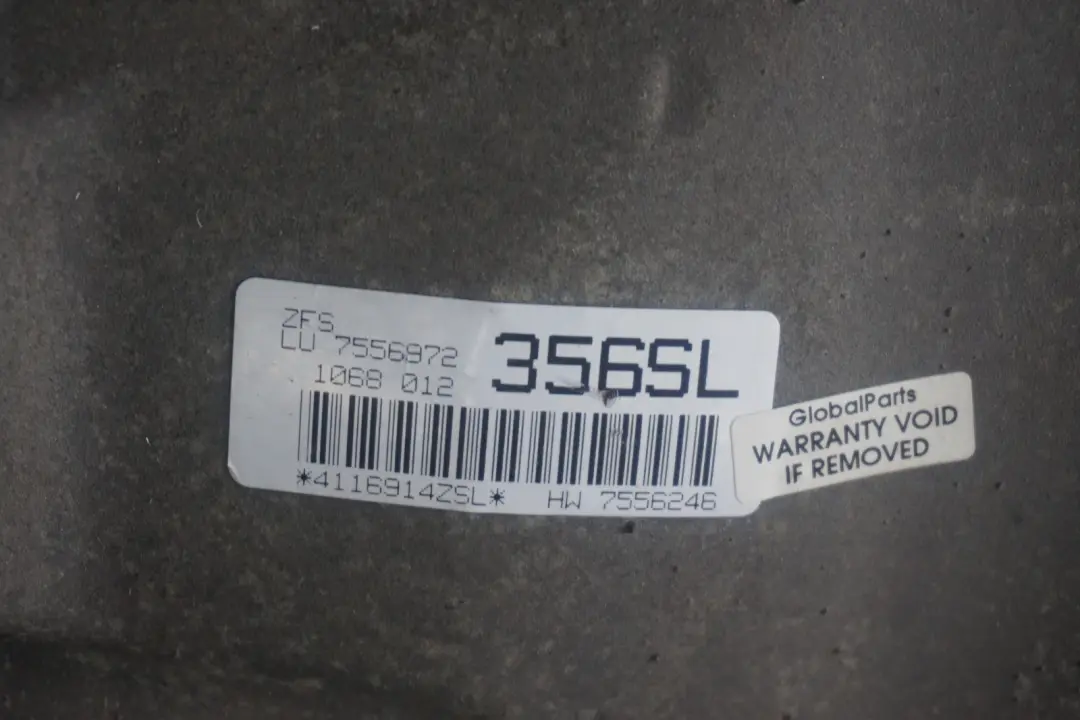 ZFS
LU 7556972
1068 012
356SL
*4116914ZSL*
HW 7556246
GlobalParts
WARRANTY VOID
IF REMOVED